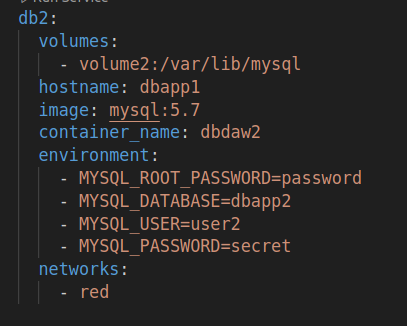 Run Service
db2:
volumes:
- volume2:/var/lib/mysql
hostname: dbapp1
image: mysql:5.7
container_name: dbdaw2
environment:
- MYSQL_ROOT_PASSWORD=password
- MYSQL_DATABASE=dbapp2
- MYSQL_USER=user2
- MYSQL_PASSWORD=secret
networks:
- red